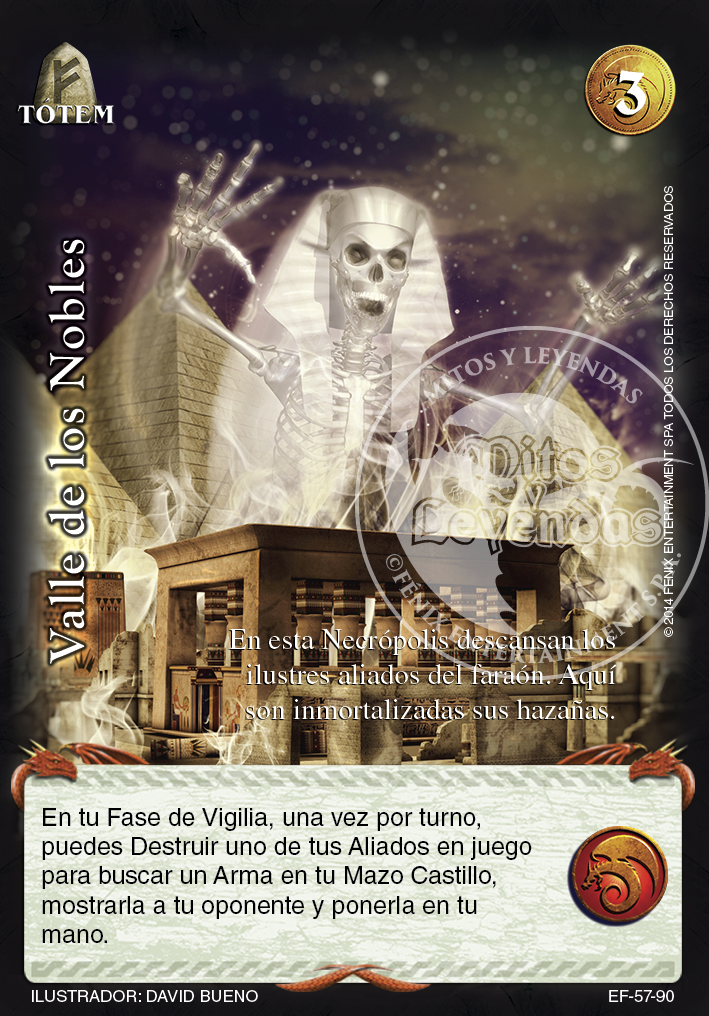 TÓTEM
3
Valle de los Nobles
© 2014 FENIX ENTERTAINMENT SPA TODOS LOS DERECHOS RESERVADOS
MITOS Y LEYENDAS
Mitos
y
Leyendas
© FENIX ENTERTAINMENT S.P.A.
En esta Necrópolis descansan los
ilustres aliados del faraón. Aquí
son inmortalizadas sus hazañas.
En tu Fase de Vigilia, una vez por turno,
puedes Destruir uno de tus Aliados en juego
para buscar un Arma en tu Mazo Castillo,
mostrarla a tu oponente y ponerla en tu
mano.
ILUSTRADOR: DAVID BUENO
EF-57-90